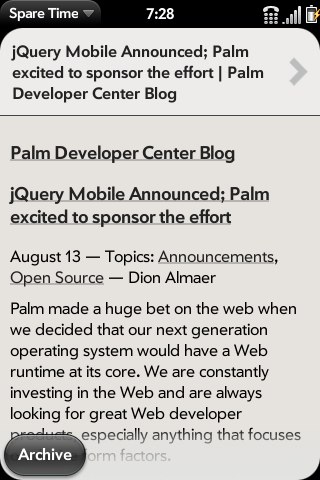 Spare Time 7:28
jQuery Mobile Announced; Palm
excited to sponsor the effort | Palm
Developer Center Blog
Palm Developer Center Blog
jQuery Mobile Announced; Palm
excited to sponsor the effort
August 13 — Topics: Announcements,
Open Source — Dion Almaer
Palm made a huge bet on the web when
we decided that our next generation
operating system would have a Web
runtime at its core. We are constantly
investing in the Web and are always
looking for great Web developer
products, especially anything that focuses
form factors.
Archive